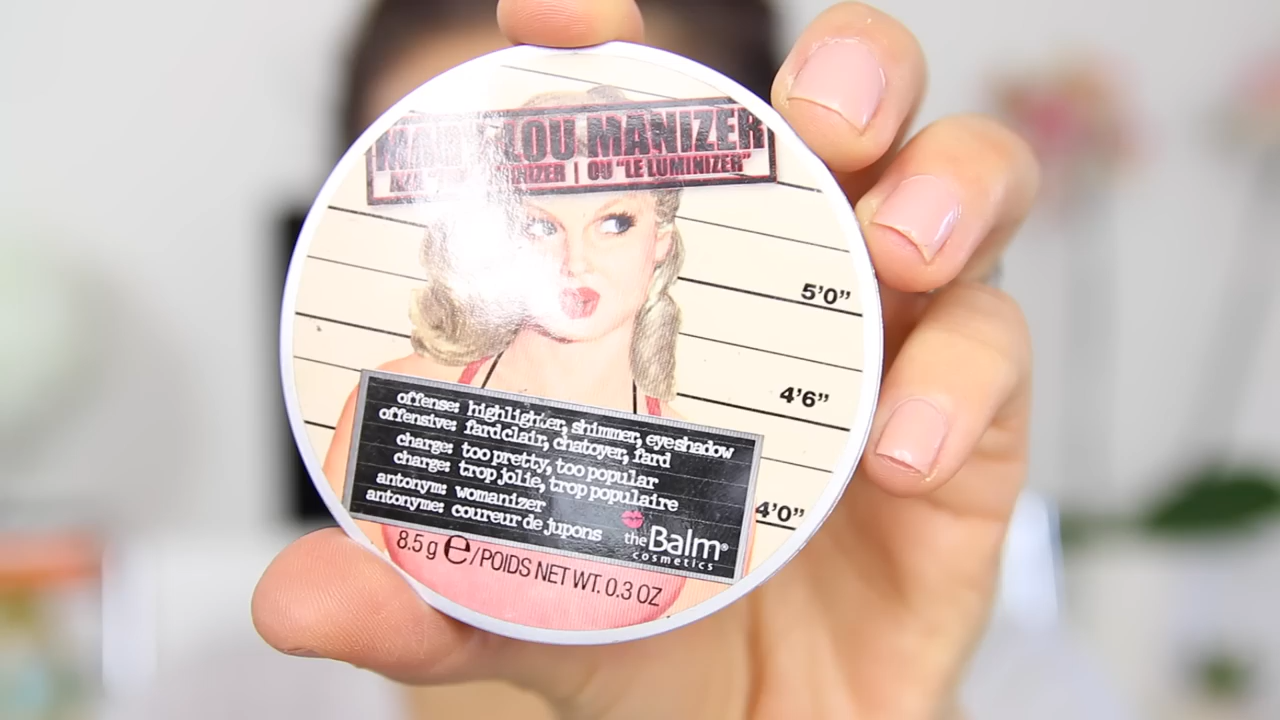 LOU MANIZER
OU "LE LUMINIZER"
5'0"
4'6"
4'0"
offense: highlighter, shimmer, eyeshadow
offensive: fard clair, chatoyer, fard
charge: too pretty, too popular
charge: trop jolie, trop populaire
antonym: womanizer
antonyme: coureur de jupons
the Balm®
cosmetics
8.5 g e/POIDS NET WT. 0.3 OZ